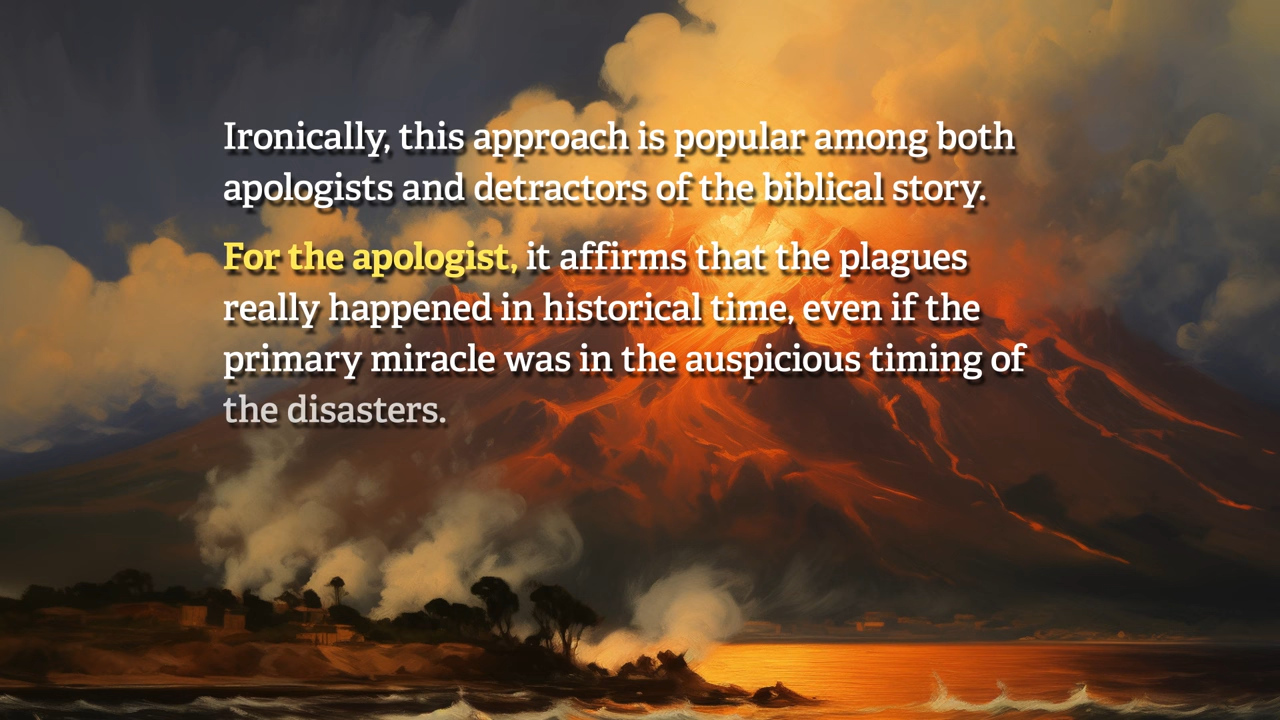 Ironically, this approach is popular among both
apologists and detractors of the biblical story.
For the apologist, it affirms that the plagues
really happened in historical time, even if the
primary miracle was in the auspicious timing of
the disasters.